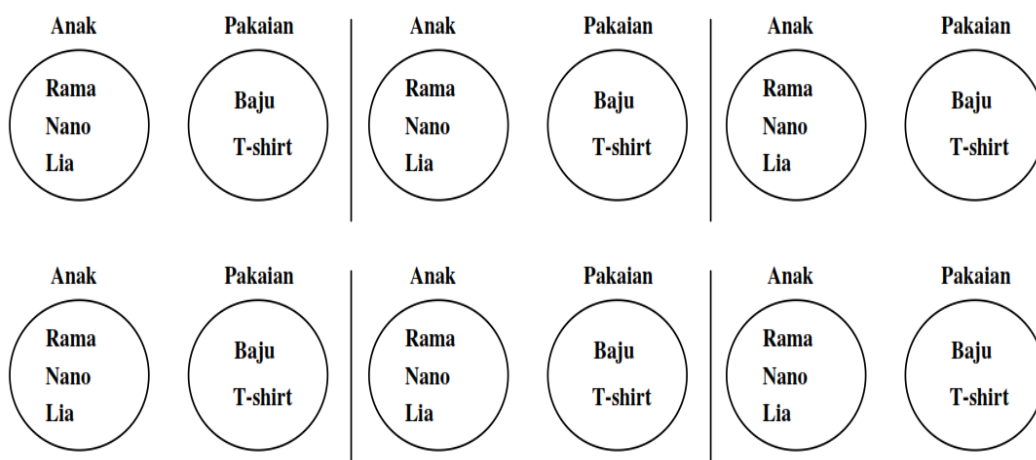 Anak Pakaian Anak Pakaian Anak Pakaian
Rama Baju Rama Baju Rama Baju
Nano Nano Nano
T-shirt T-shirt T-shirt
Lia Lia Lia
Anak Pakaian Anak Pakaian Anak Pakaian
Rama Baju Rama Baju Rama Baju
Nano Nano Nano
T-shirt T-shirt T-shirt
Lia Lia Lia